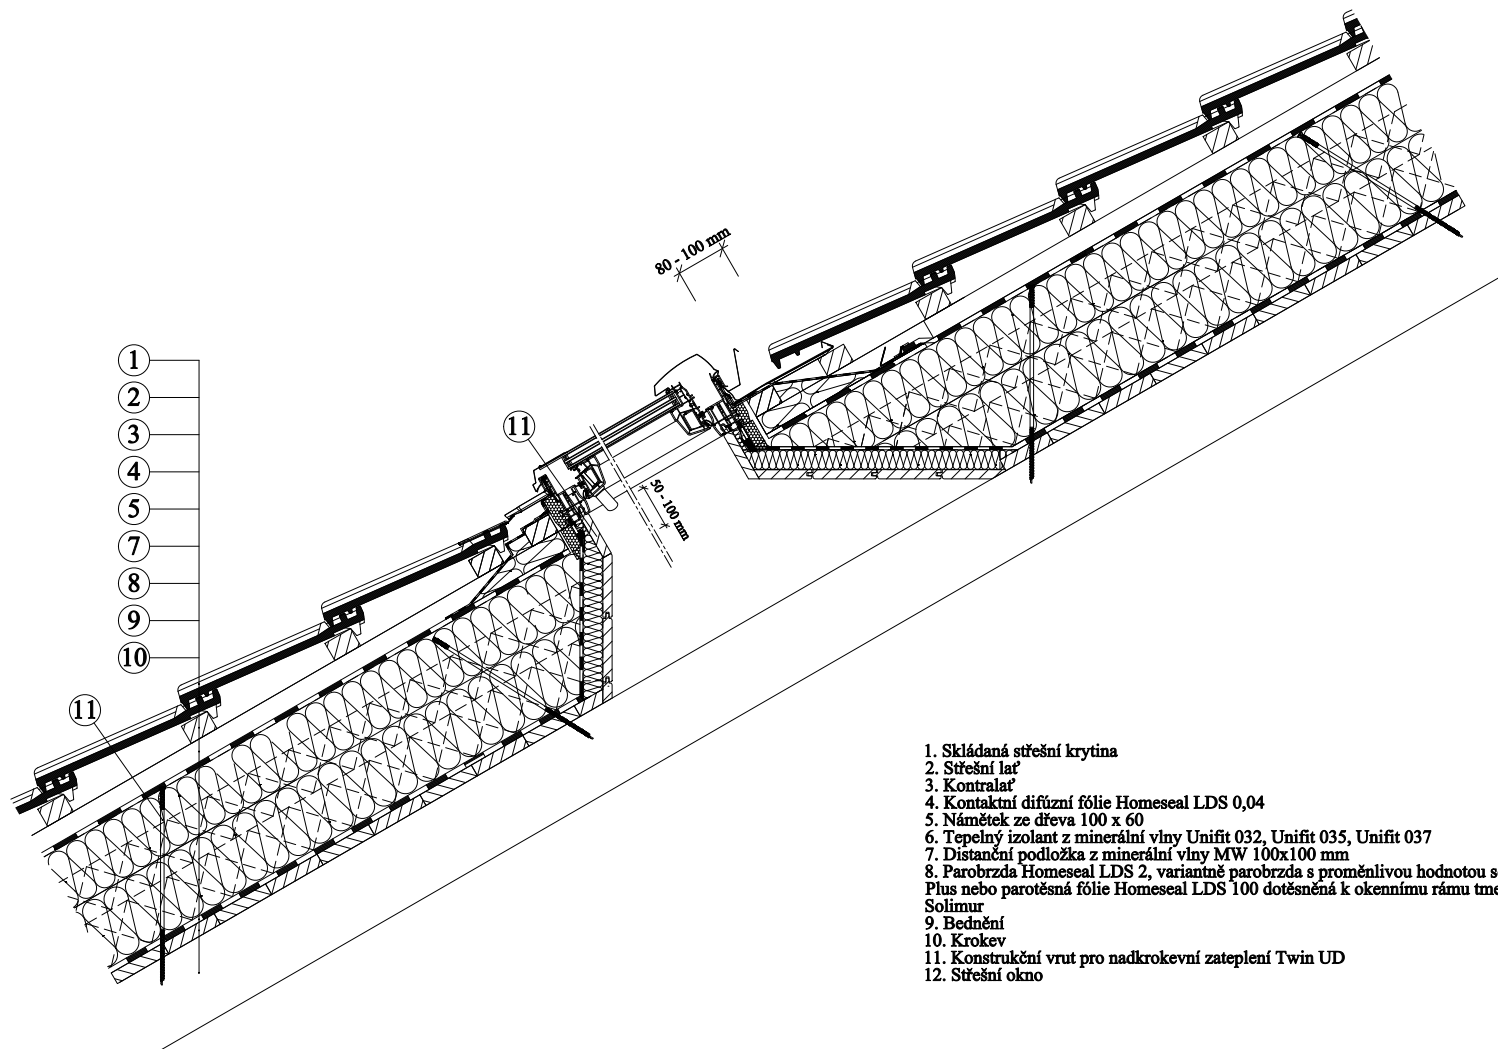 80 - 100 mm
1
2
3
4
5
7
8
9
10
11
11
50 - 100 mm
1. Skládaná střešní krytina
2. Střešní lať
3. Kontralať
4. Kontaktní difúzní fólie Homeseal LDS 0,04
5. Námětek ze dřeva 100 x 60
6. Tepelný izolant z minerální vlny Unifit 032, Unifit 035, Unifit 037
7. Distanční podložka z minerální vlny MW 100x100 mm
8. Parobrzda Homeseal LDS 2, variantně parobrzda s proměnlivou hodnotou s
Plus nebo parotěsná fólie Homeseal LDS 100 dotěsněná k okennímu rámu tme
Solimur
9. Bednění
10. Krokev
11. Konstrukční vrut pro nadkrokevní zateplení Twin UD
12. Střešní okno